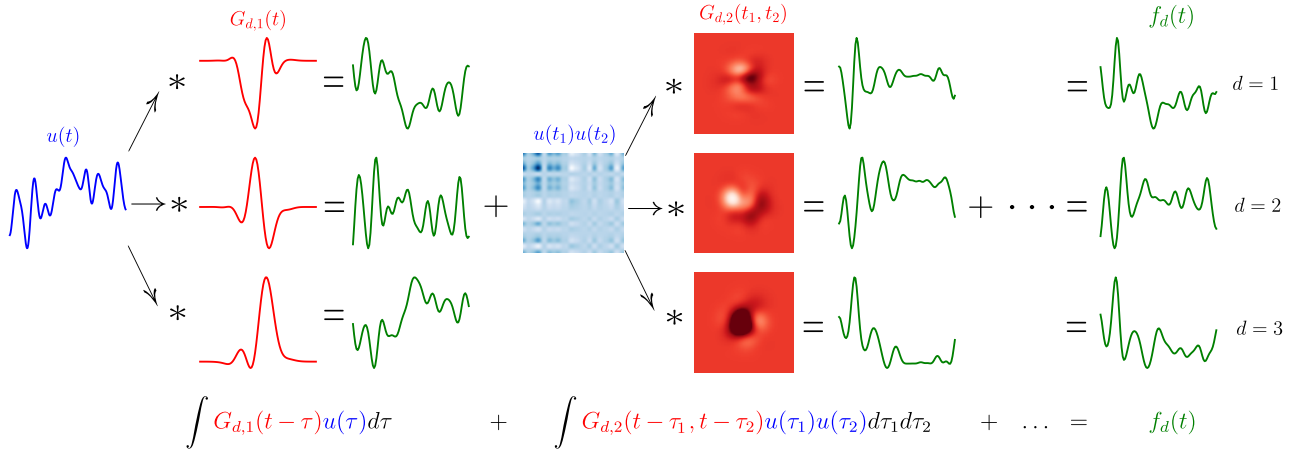 G_{d,1}(t) G_{d,2}(t_1, t_2) f_d(t)
* = * = = d = 1
u(t) u(t_1)u(t_2)
* = + * = + ··· = d = 2
* = * = = d = 3
∫ G_{d,1}(t − τ)u(τ)dτ + ∫ G_{d,2}(t − τ_1, t − τ_2)u(τ_1)u(τ_2)dτ_1dτ_2 + ... = f_d(t)